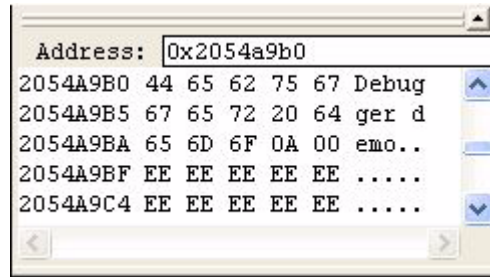 Address: 0x2054a9b0
2054A9B0 44 65 62 75 67 Debug
2054A9B5 67 65 72 20 64 ger d
2054A9BA 65 6D 6F 0A 00 emo..
2054A9BF EE EE EE EE EE .....
2054A9C4 EE EE EE EE EE .....